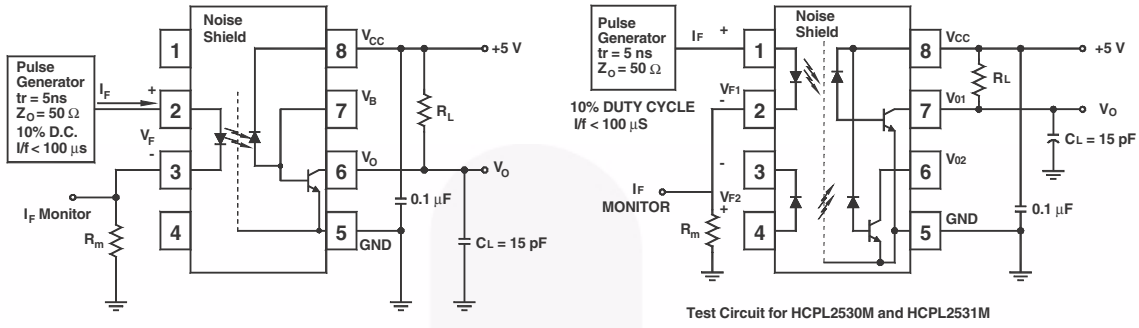 Noise
Shield
Pulse
Generator
tr = 5ns
ZO = 50 Ω
10% D.C.
I/f < 100 μs
IF
+
VF
-
1
2
3
4
8
7
6
5
VCC
VB
VO
GND
+5 V
RL
VO
0.1 μF
CL = 15 pF
IF Monitor
Rm
Pulse
Generator
tr = 5 ns
ZO = 50 Ω
IF
+
Noise
Shield
10% DUTY CYCLE
I/f < 100 μS
VF1
-
-
VF2
+
IF
MONITOR
Rm
1
2
3
4
8
7
6
5
VCC
V01
V02
GND
+5 V
RL
VO
CL = 15 pF
0.1 μF
Test Circuit for HCPL2530M and HCPL2531M